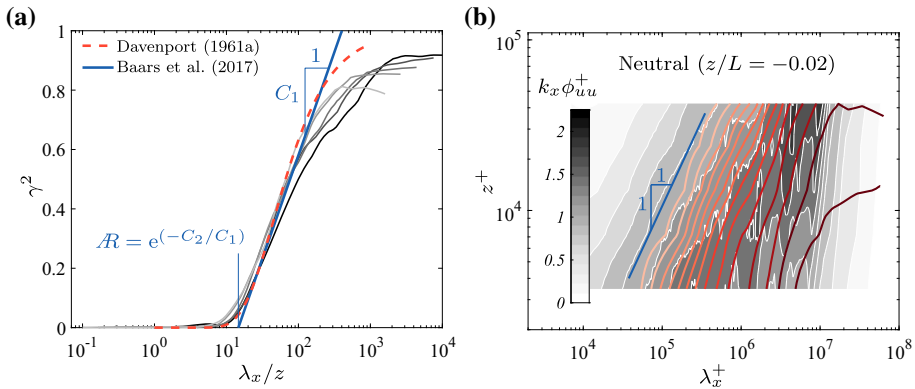 (a)
1
0.8
0.6
0.4
0.2
0
γ²
Davenport (1961a)
Baars et al. (2017)
1
C₁
Æ = e^(−C₂/C₁)
10⁻¹ 10⁰ 10¹ 10² 10³ 10⁴
λₓ/z
(b)
10⁵
10⁴
z⁺
Neutral (z/L = −0.02)
kₓϕ⁺ᵤᵤ
2
1.5
1
0.5
0
1
1
10⁴ 10⁵ 10⁶ 10⁷ 10⁸
λₓ⁺